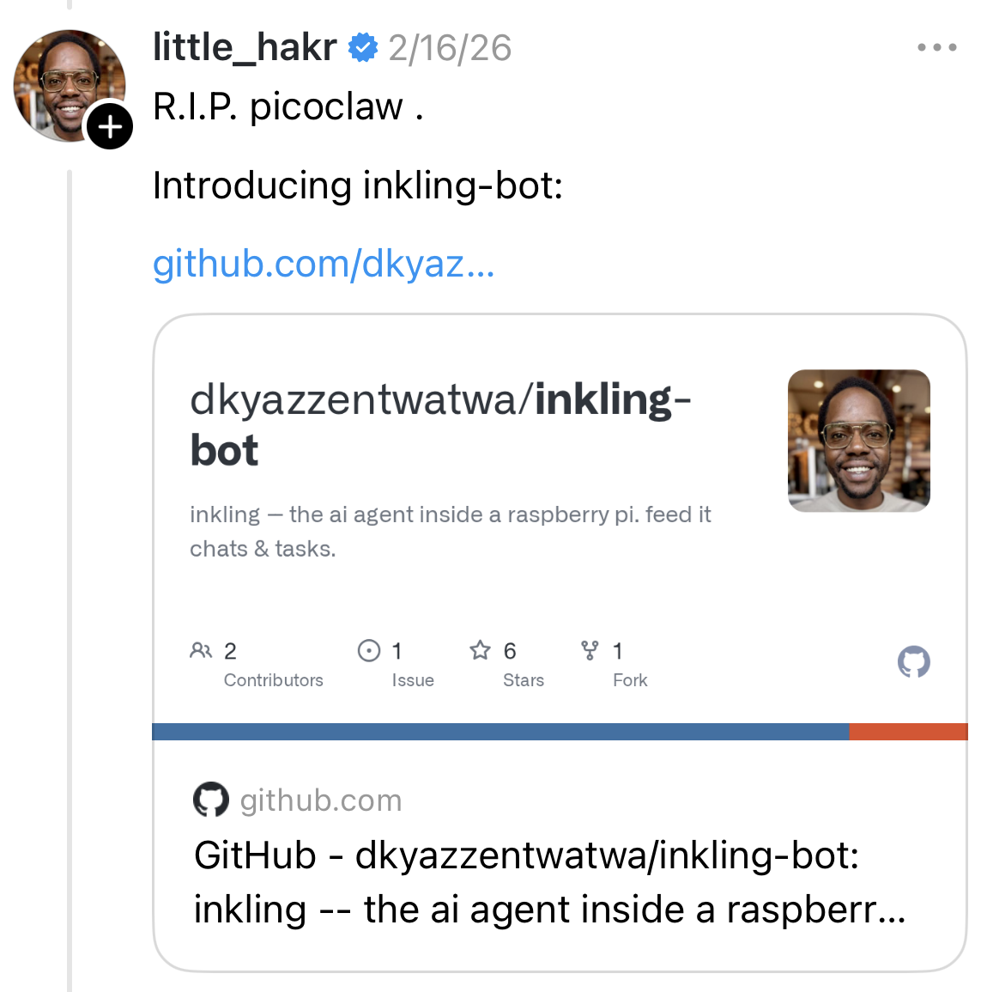 little_hakr 2/16/26
R.I.P. picoclaw .
Introducing inkling-bot:
github.com/dkyaz...
dkyazzentwatwa/inkling-
bot
inkling – the ai agent inside a raspberry pi. feed it
chats & tasks.
2
Contributors
1
Issue
6
Stars
1
Fork
github.com
GitHub - dkyazzentwatwa/inkling-bot:
inkling -- the ai agent inside a raspberr...